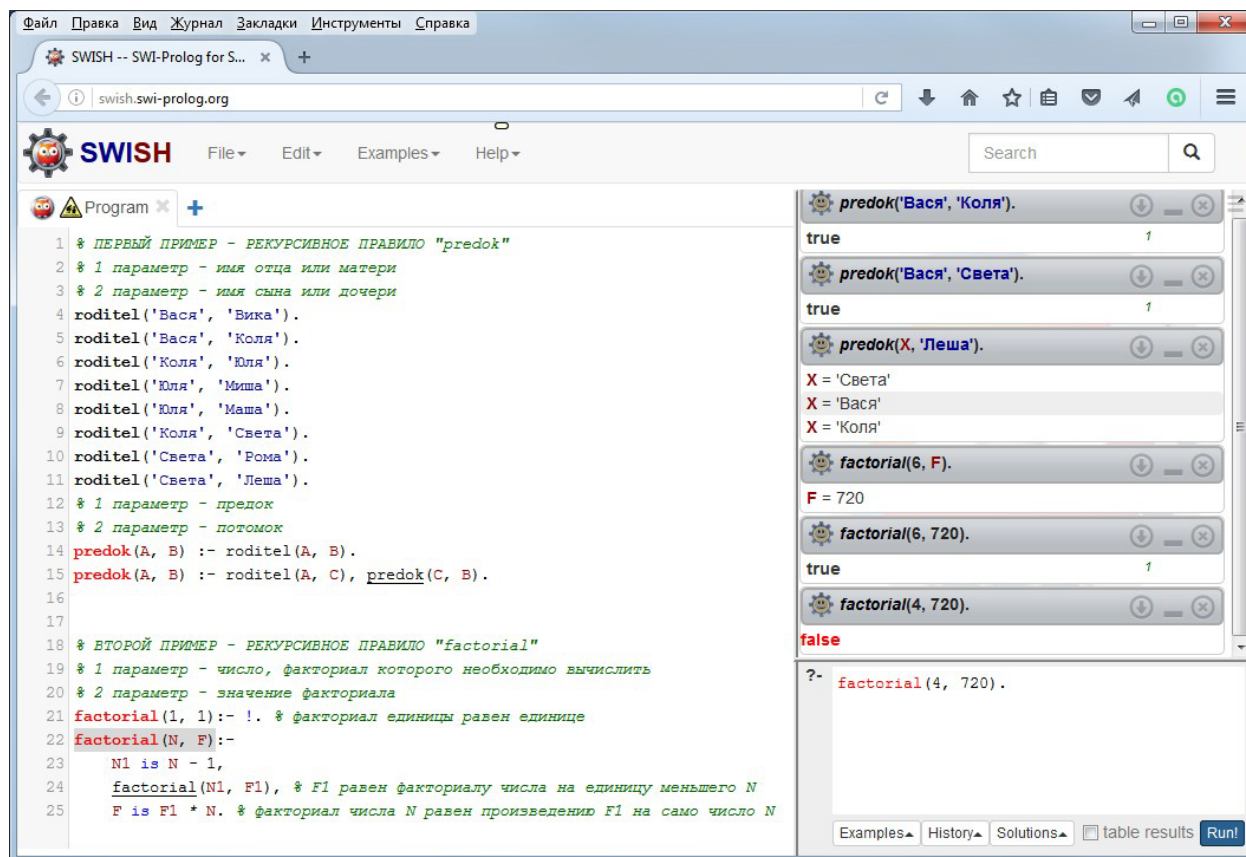 Файл Правка Вид Журнал Закладки Инструменты Справка
SWISH -- SWI-Prolog for S... × +
swish.swi-prolog.org
SWISH File Edit Examples Help Search
Program
1 % ПЕРВЫЙ ПРИМЕР - РЕКУРСИВНОЕ ПРАВИЛО "predok"
2 % 1 параметр - имя отца или матери
3 % 2 параметр - имя сына или дочери
4 roditel('Вася', 'Вика').
5 roditel('Вася', 'Коля').
6 roditel('Коля', 'Юля').
7 roditel('Юля', 'Миша').
8 roditel('Юля', 'Маша').
9 roditel('Коля', 'Света').
10 roditel('Света', 'Рома').
11 roditel('Света', 'Леша').
12 % 1 параметр - предок
13 % 2 параметр - потомок
14 predok(A, B) :- roditel(A, B).
15 predok(A, B) :- roditel(A, C), predok(C, B).
16
17
18 % ВТОРОЙ ПРИМЕР - РЕКУРСИВНОЕ ПРАВИЛО "factorial"
19 % 1 параметр - число, факториал которого необходимо вычислить
20 % 2 параметр - значение факториала
21 factorial(1, 1):- !. % факториал единицы равен единице
22 factorial(N, F):-
23 N1 is N - 1,
24 factorial(N1, F1), % F1 равен факториалу числа на единицу меньшего N
25 F is F1 * N. % факториал числа N равен произведению F1 на само число N
predok('Вася', 'Коля').
true 1
predok('Вася', 'Света').
true 1
predok(X, 'Леша').
X = 'Света'
X = 'Вася'
X = 'Коля'
factorial(6, F).
F = 720
factorial(6, 720).
true 1
factorial(4, 720).
false
?- factorial(4, 720).
Examples History Solutions table results Run!